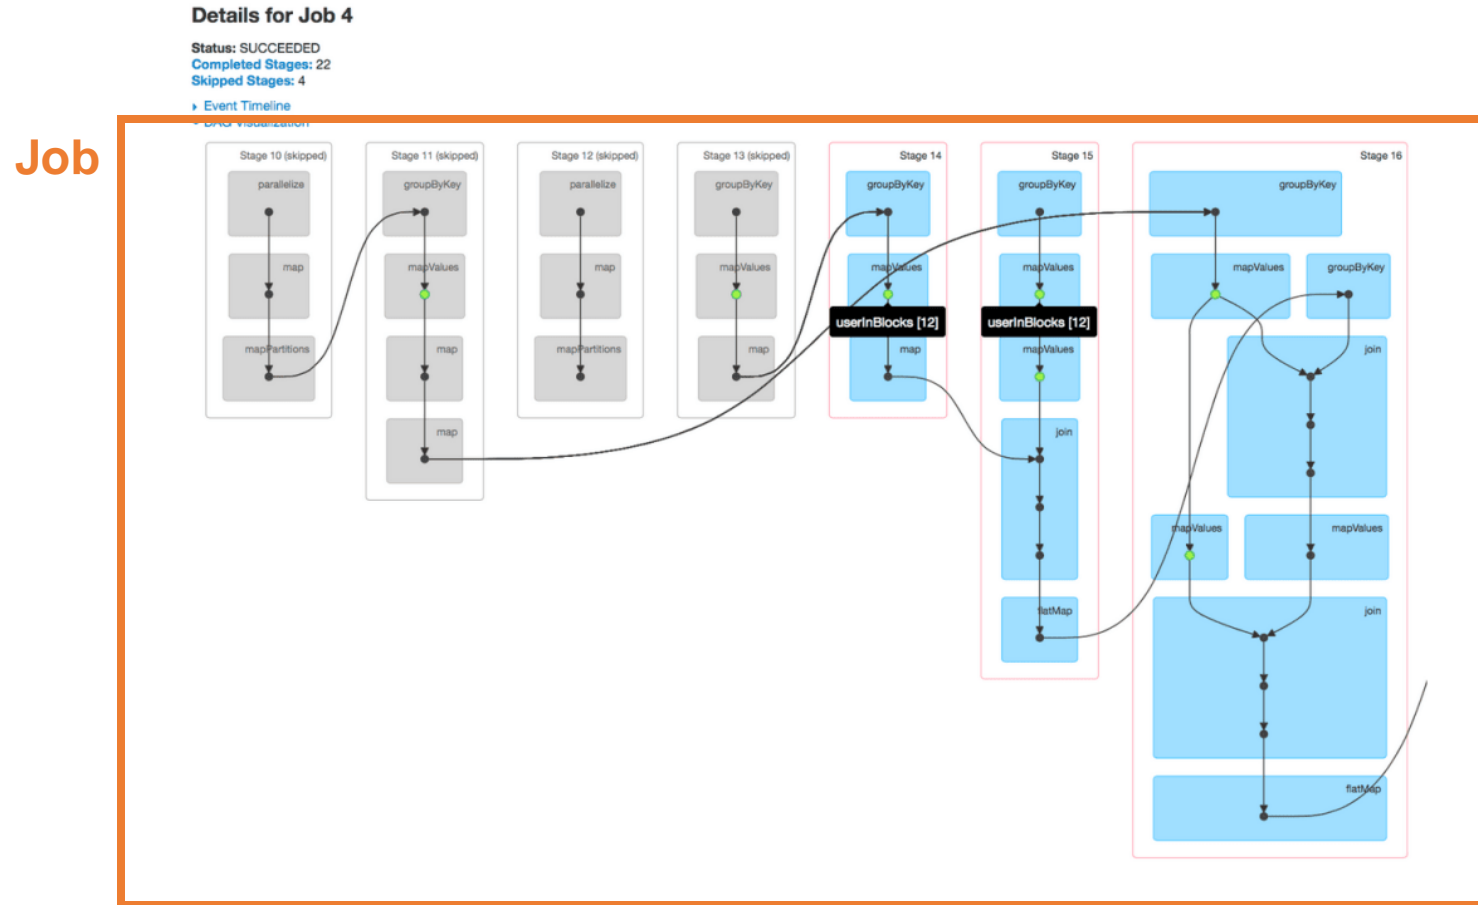 Details for Job 4
Status: SUCCEEDED
Completed Stages: 22
Skipped Stages: 4
Event Timeline
DAG Visualization
Job
Stage 10 (skipped)
parallelize
map
mapPartitions
Stage 11 (skipped)
groupByKey
mapValues
map
map
Stage 12 (skipped)
parallelize
map
mapPartitions
Stage 13 (skipped)
groupByKey
mapValues
map
Stage 14
groupByKey
mapValues
userInBlocks [12]
map
Stage 15
groupByKey
mapValues
userInBlocks [12]
mapValues
join
flatMap
Stage 16
groupByKey
mapValues
groupByKey
join
mapValues
mapValues
join
flatMap